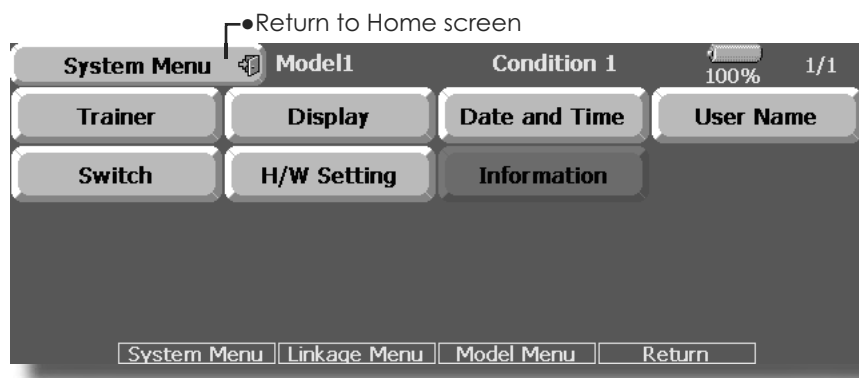 ●Return to Home screen
System Menu Model1 Condition 1 100% 1/1
Trainer Display Date and Time User Name
Switch H/W Setting Information
System Menu Linkage Menu Model Menu Return